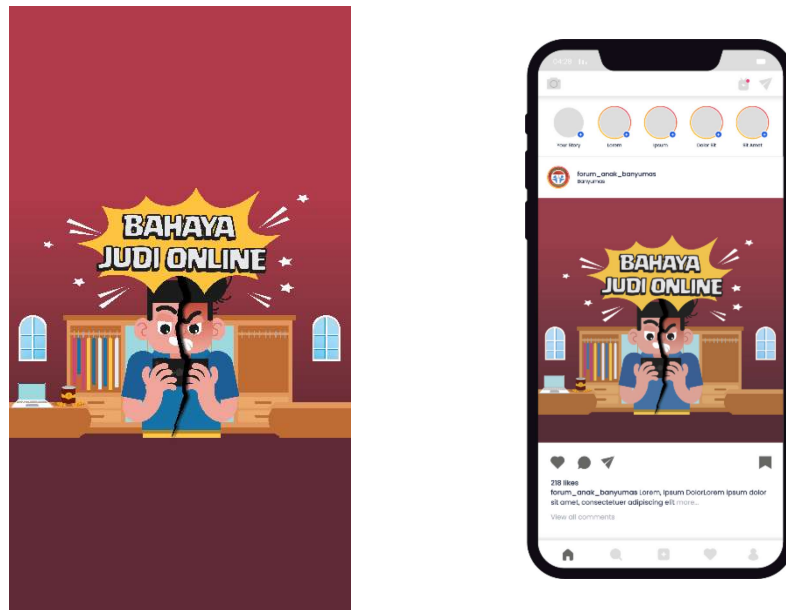 BAHAYA
JUDI ONLINE
Your Story
Lorem
Ipsum
Dolor Sit
Sit Amet
forum_anak_banyumas
Banyumas
BAHAYA
JUDI ONLINE
218 likes
forum_anak_banyumas Lorem, Ipsum DolorLorem ipsum dolor
sit amet, consectetuer adipiscing elit more...
View all comments